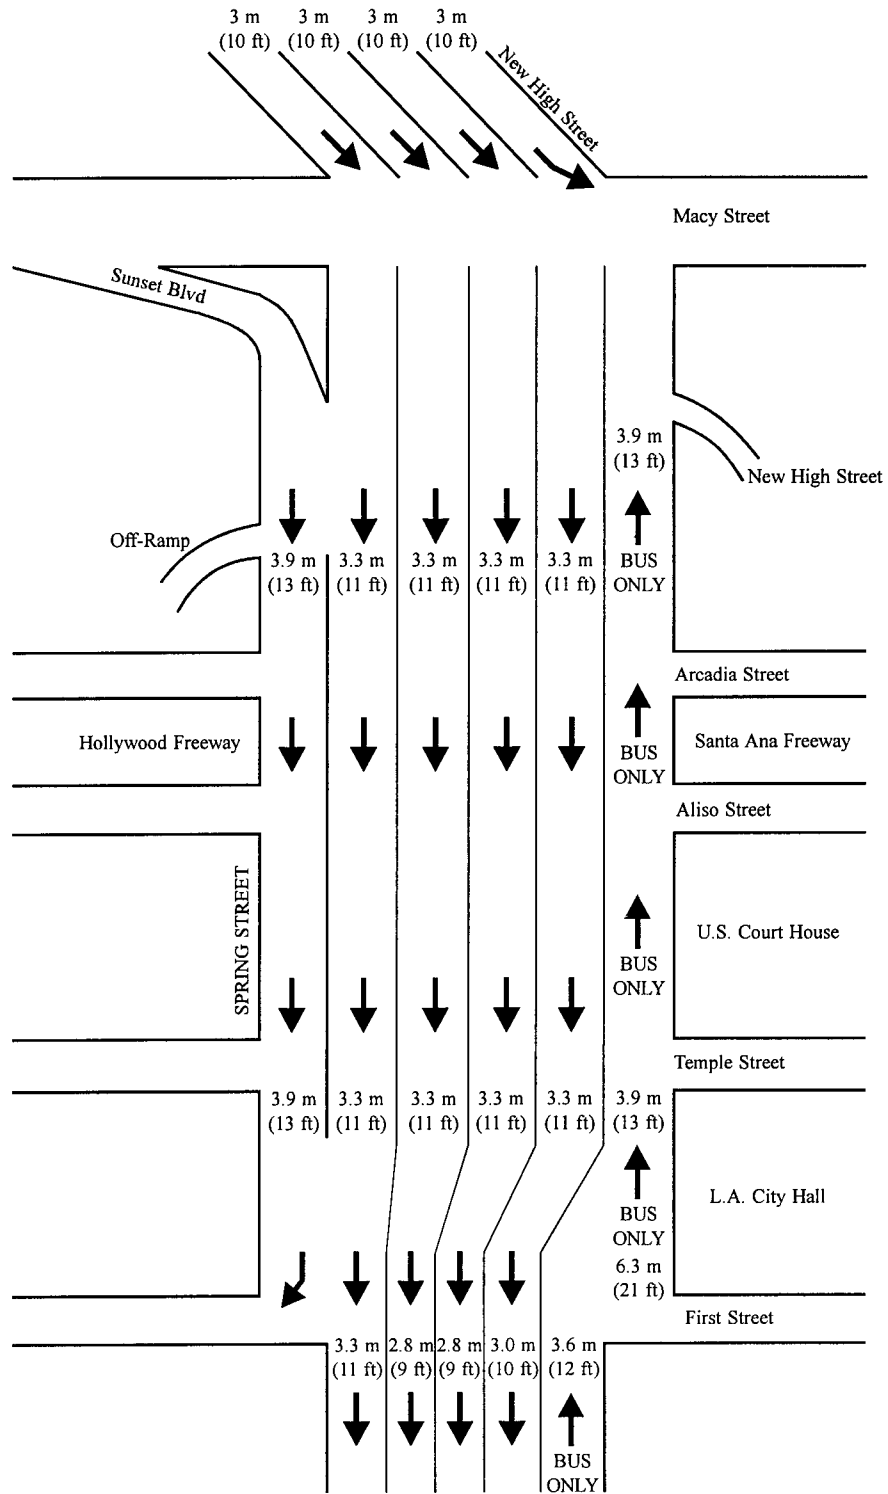 3 m 3 m 3 m 3 m
(10 ft) (10 ft) (10 ft) (10 ft)
New High Street
Macy Street
Sunset Blvd
3.9 m
(13 ft)
New High Street
Off-Ramp
3.9 m 3.3 m 3.3 m 3.3 m 3.3 m BUS
(13 ft) (11 ft) (11 ft) (11 ft) (11 ft) ONLY
Arcadia Street
Hollywood Freeway
BUS
ONLY
Santa Ana Freeway
Aliso Street
SPRING STREET
U.S. Court House
BUS
ONLY
Temple Street
3.9 m 3.3 m 3.3 m 3.3 m 3.3 m 3.9 m
(13 ft) (11 ft) (11 ft) (11 ft) (11 ft) (13 ft)
L.A. City Hall
BUS
ONLY
6.3 m
(21 ft)
First Street
3.3 m 2.8 m 2.8 m 3.0 m 3.6 m
(11 ft) (9 ft) (9 ft) (10 ft) (12 ft)
BUS
ONLY